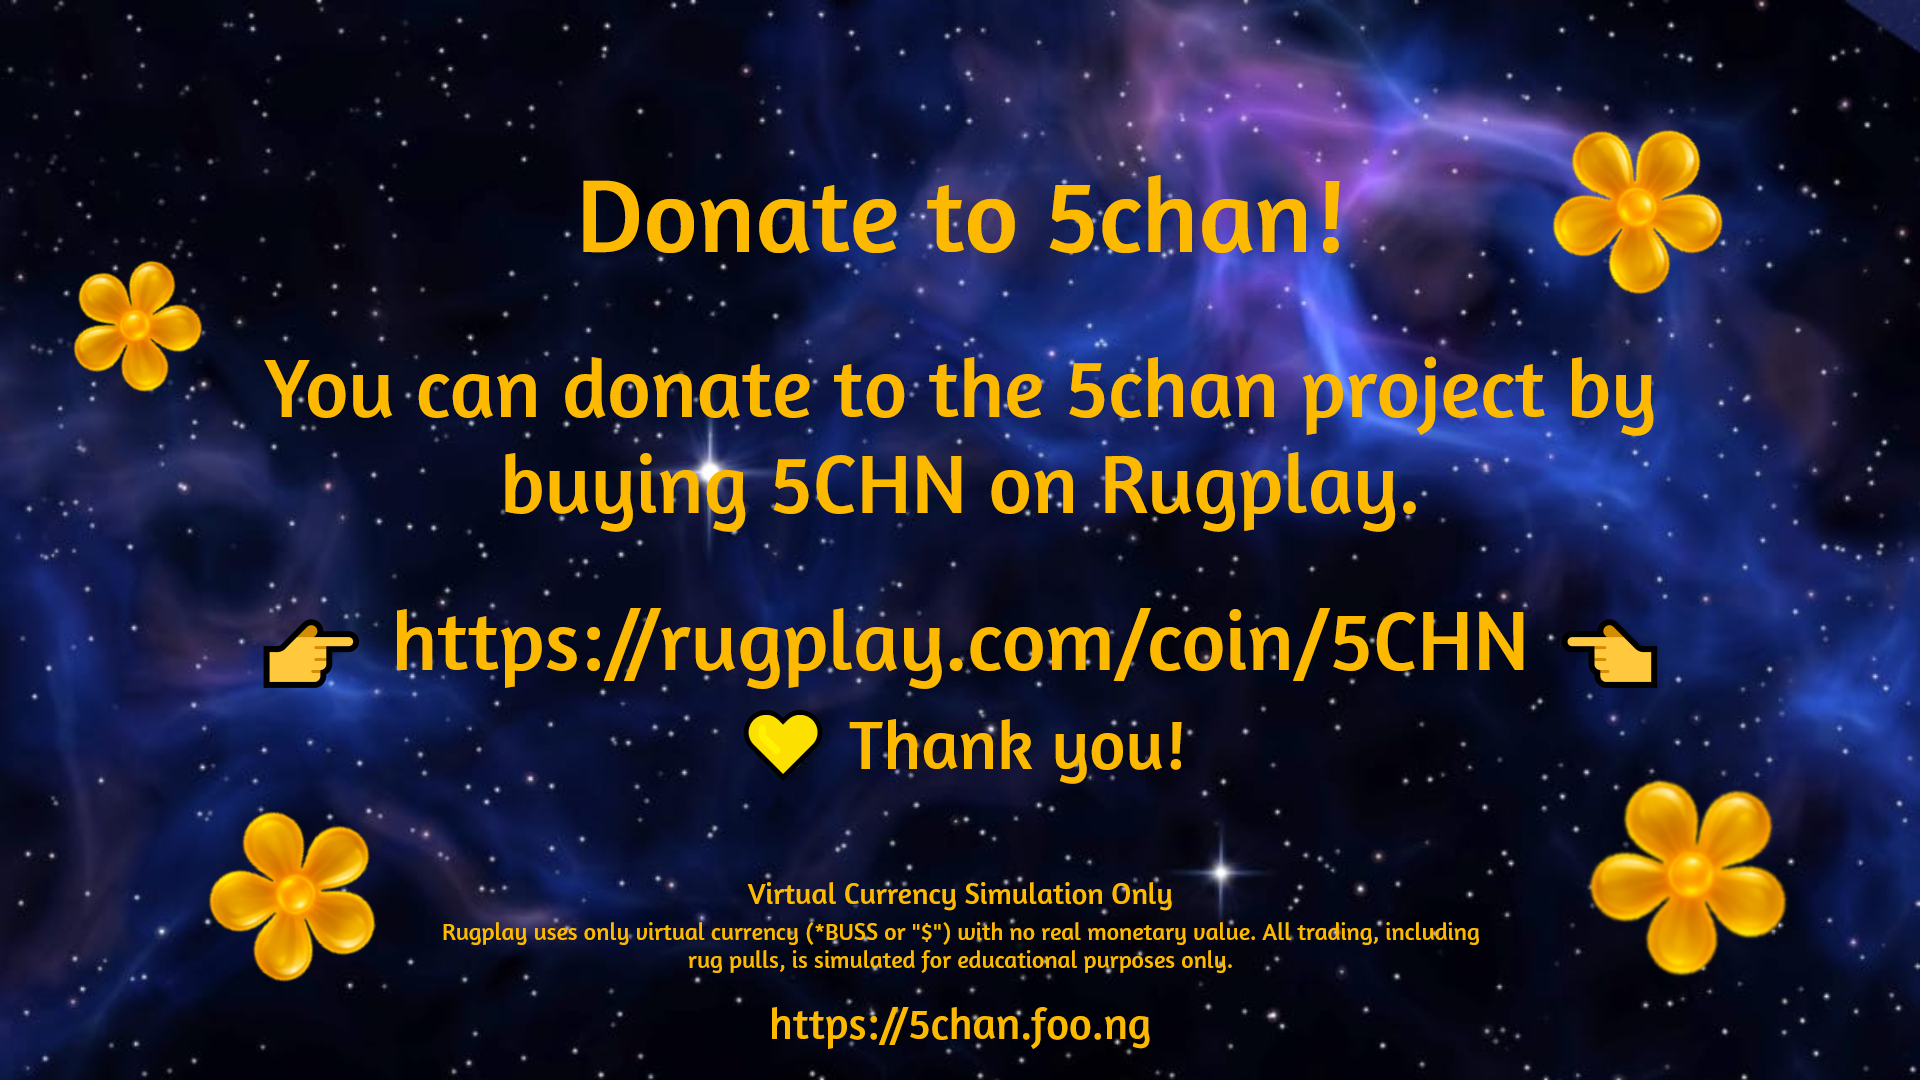 Donate to 5chan!
You can donate to the 5chan project by
buying 5CHN on Rugplay.
👉 https://rugplay.com/coin/5CHN 👈
💛 Thank you!
Virtual Currency Simulation Only
Rugplay uses only virtual currency (*BUSS or "$") with no real monetary value. All trading, including
rug pulls, is simulated for educational purposes only.
https://5chan.foo.ng